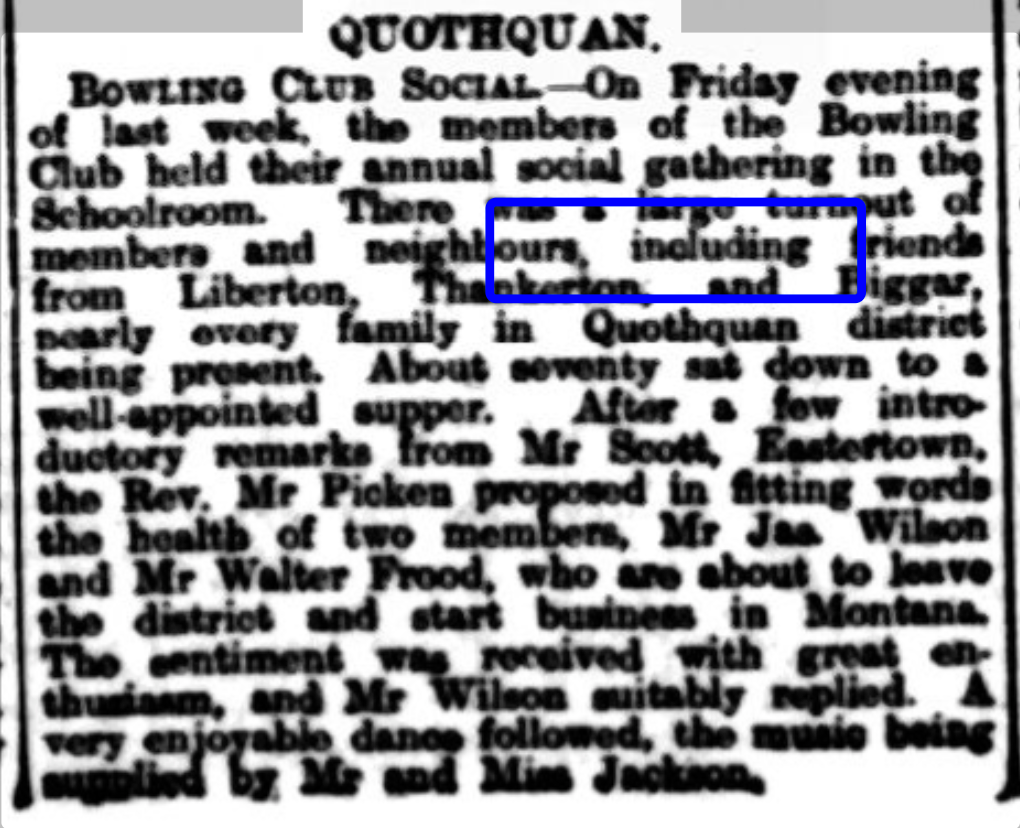 QUOTHQUAN.
BOWLING CLUB SOCIAL.—On Friday evening
of last week, the members of the Bowling
Club held their annual social gathering in the
Schoolroom. There was a large turnout of
members and neighbours, including friends
from Liberton, Thankerton, and Biggar,
nearly every family in Quothquan district
being present. About seventy sat down to a
well-appointed supper. After a few intro-
ductory remarks from Mr Scott, Eastertown,
the Rev. Mr Picken proposed in fitting words
the health of two members, Mr Jas. Wilson
and Mr Walter Frood, who are about to leave
the district and start business in Montana.
The sentiment was received with great en-
thusiasm, and Mr Wilson suitably replied. A
very enjoyable dance followed, the music being
supplied by Mr and Miss Jackson.